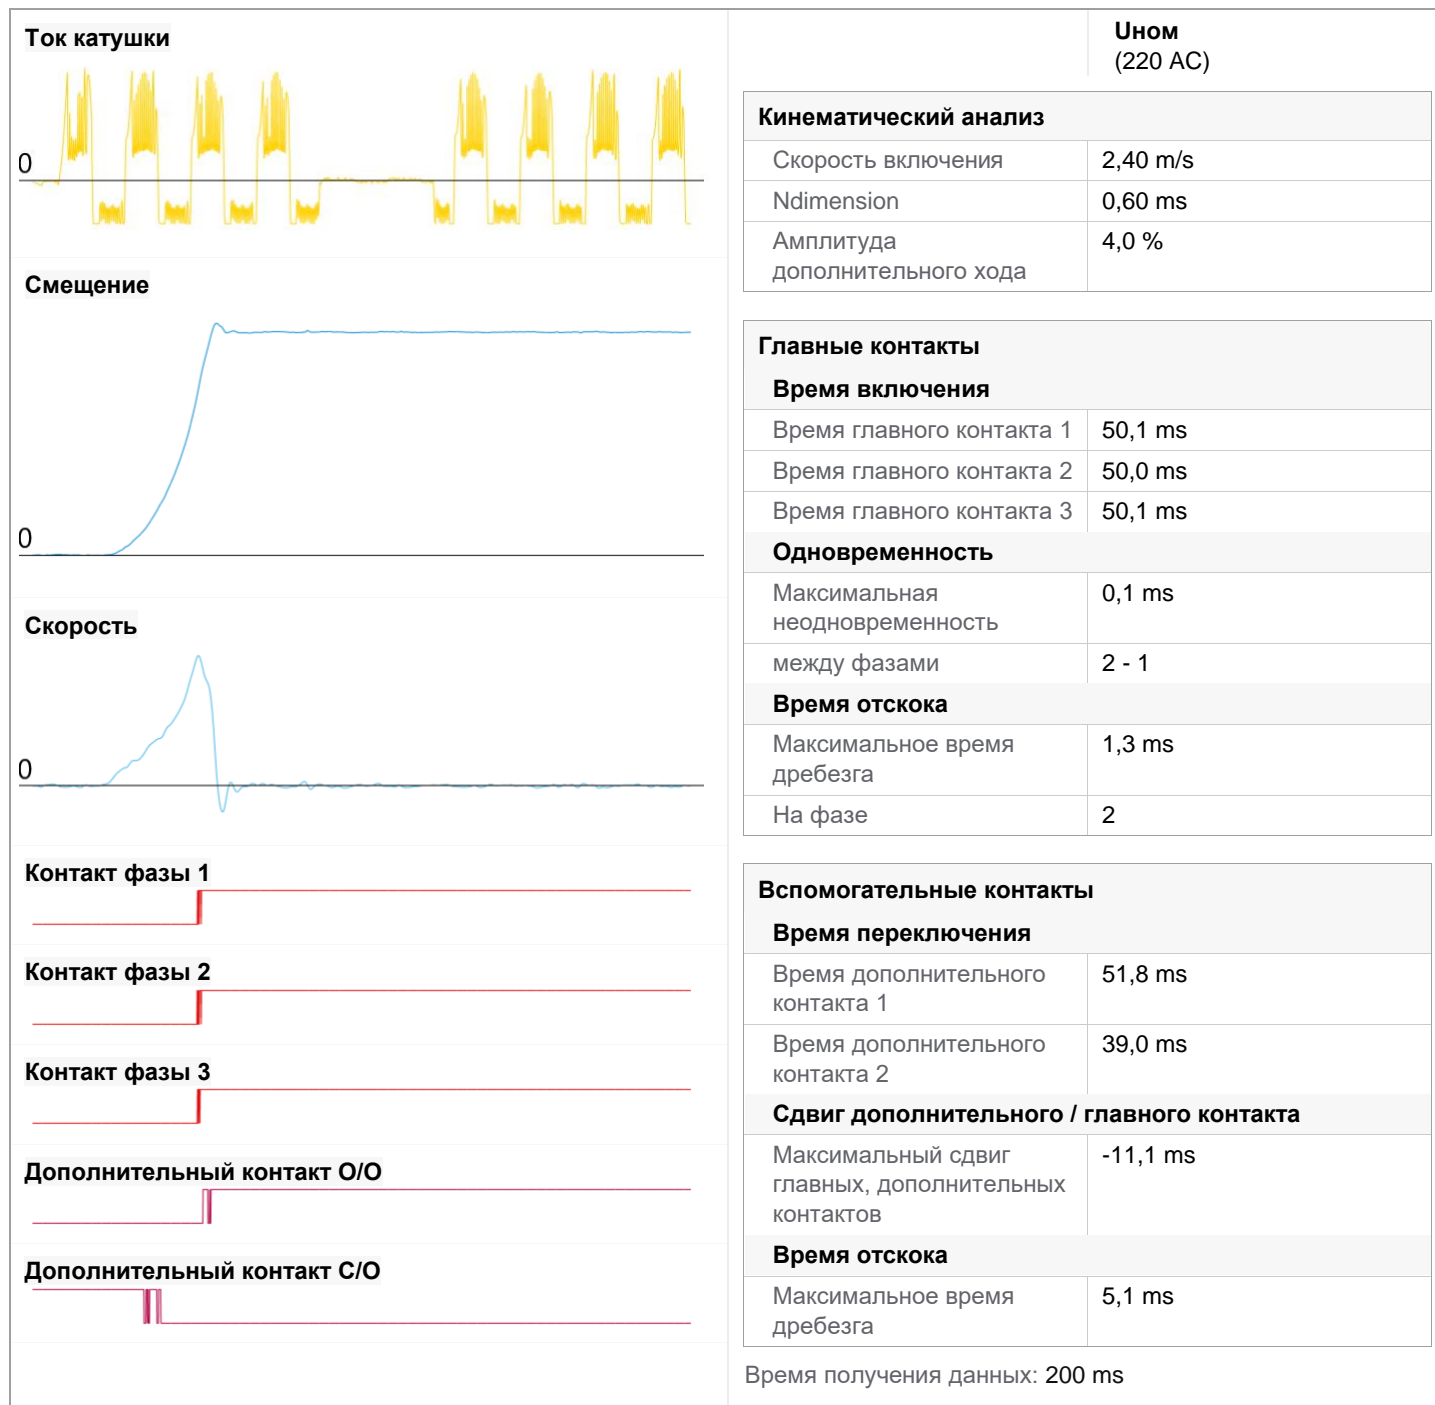 Ток катушки
0
Смещение
0
Скорость
0
Контакт фазы 1
Контакт фазы 2
Контакт фазы 3
Дополнительный контакт O/O
Дополнительный контакт C/O
Uном
(220 AC)
Кинематический анализ
Скорость включения 2,40 m/s
Ndimension 0,60 ms
Амплитуда 4,0 %
дополнительного хода
Главные контакты
Время включения
Время главного контакта 1 50,1 ms
Время главного контакта 2 50,0 ms
Время главного контакта 3 50,1 ms
Одновременность
Максимальная 0,1 ms
неодновременность
между фазами 2 - 1
Время отскока
Максимальное время 1,3 ms
дребезга
На фазе 2
Вспомогательные контакты
Время переключения
Время дополнительного 51,8 ms
контакта 1
Время дополнительного 39,0 ms
контакта 2
Сдвиг дополнительного / главного контакта
Максимальный сдвиг -11,1 ms
главных, дополнительных
контактов
Время отскока
Максимальное время 5,1 ms
дребезга
Время получения данных: 200 ms